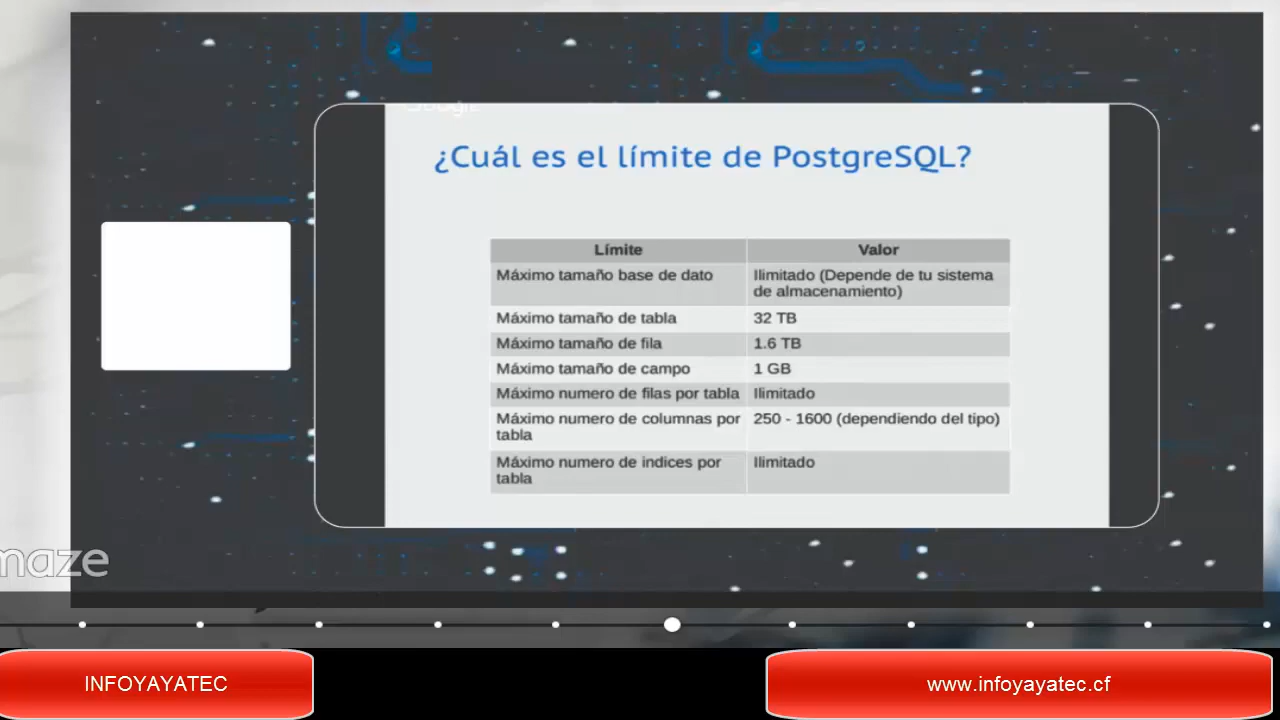 ¿Cuál es el límite de PostgreSQL?
Límite Valor
Máximo tamaño base de dato Ilimitado (Depende de tu sistema
de almacenamiento)
Máximo tamaño de tabla 32 TB
Máximo tamaño de fila 1.6 TB
Máximo tamaño de campo 1 GB
Máximo numero de filas por tabla Ilimitado
Máximo numero de columnas por 250 - 1600 (dependiendo del tipo)
tabla
Máximo numero de indices por Ilimitado
tabla
maze
INFOYAYATEC
www.infoyayatec.cf